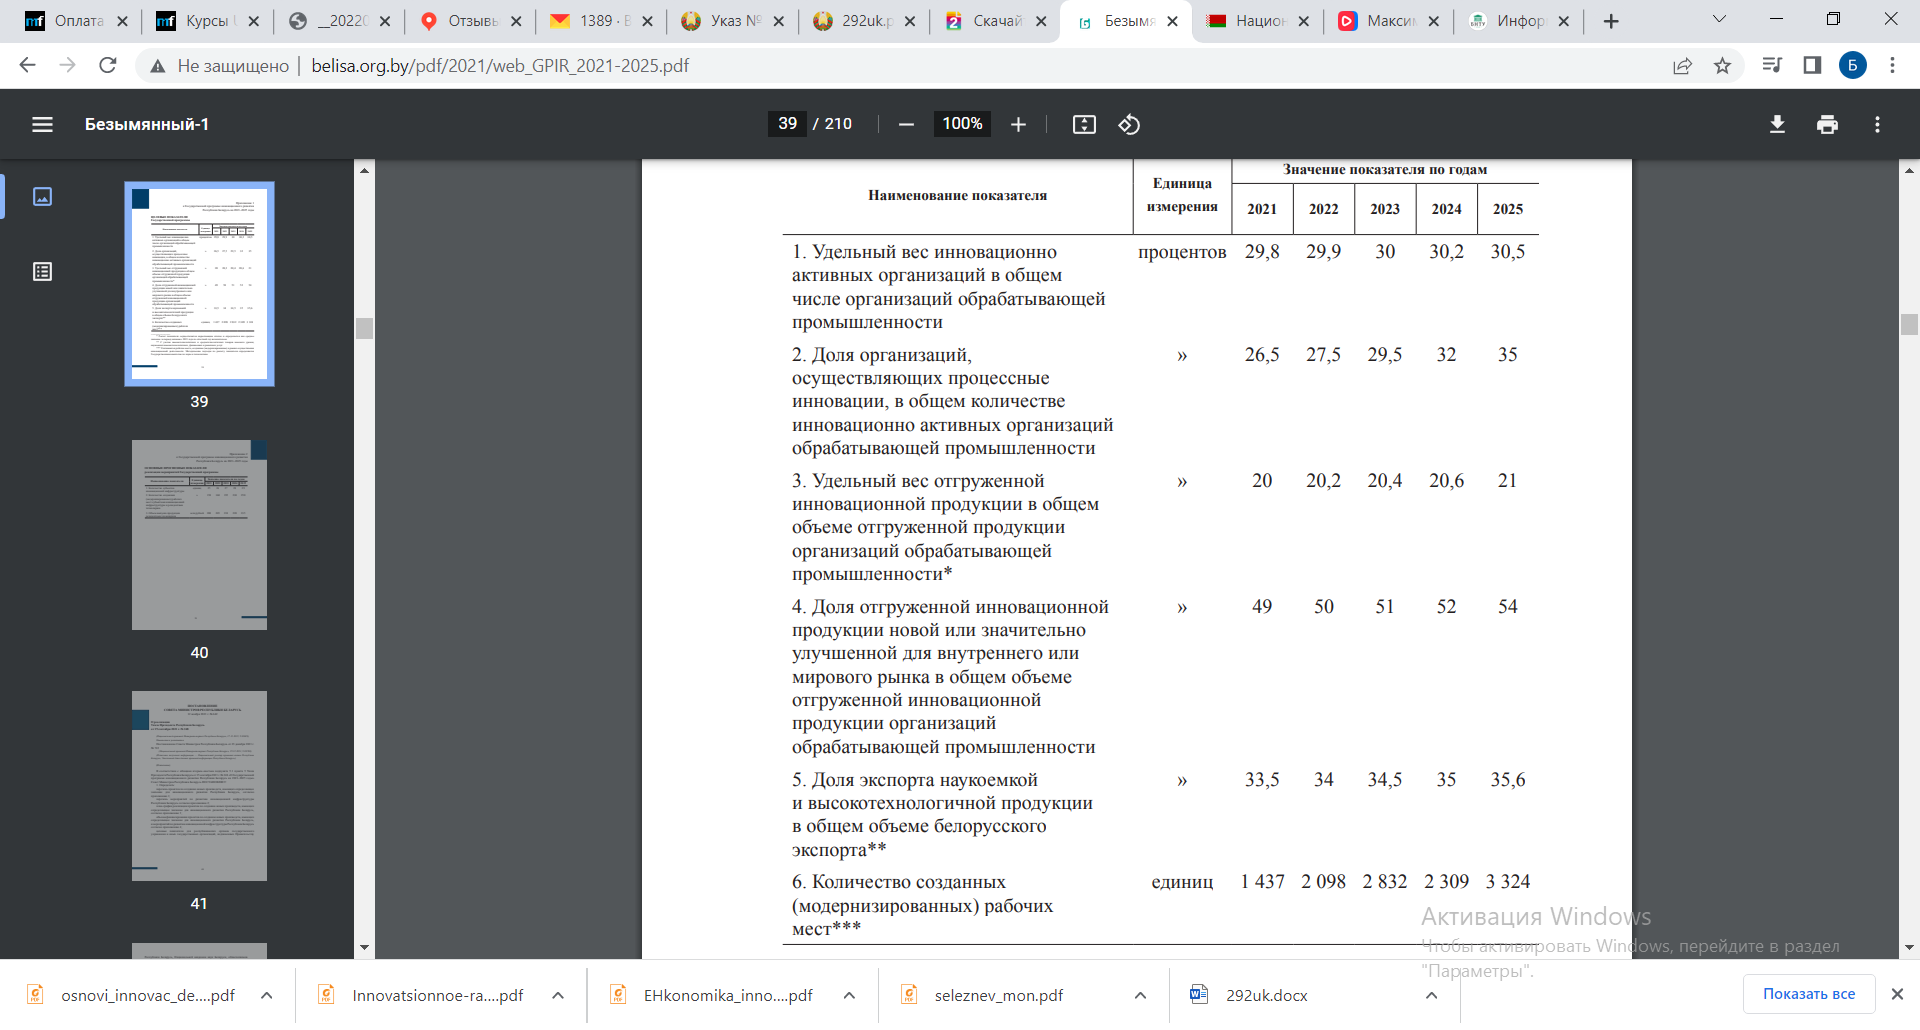 Оплата
Курсы
__20220
Отзывы
1389 · В
Указ №
292uk.p
Скачай
Безымя
Национ
Максим
Инфор
Не защищено | belisa.org.by/pdf/2021/web_GPIR_2021-2025.pdf
Б
Безымянный-1
39 / 210
100%
39
40
41
Наименование показателя
Единица
измерения
Значение показателя по годам
2021 2022 2023 2024 2025
1. Удельный вес инновационно процентов 29,8 29,9 30 30,2 30,5
активных организаций в общем
числе организаций обрабатывающей
промышленности
2. Доля организаций, » 26,5 27,5 29,5 32 35
осуществляющих процессные
инновации, в общем количестве
инновационно активных организаций
обрабатывающей промышленности
3. Удельный вес отгруженной » 20 20,2 20,4 20,6 21
инновационной продукции в общем
объеме отгруженной продукции
организаций обрабатывающей
промышленности*
4. Доля отгруженной инновационной » 49 50 51 52 54
продукции новой или значительно
улучшенной для внутреннего или
мирового рынка в общем объеме
отгруженной инновационной
продукции организаций
обрабатывающей промышленности
5. Доля экспорта наукоемкой » 33,5 34 34,5 35 35,6
и высокотехнологичной продукции
в общем объеме белорусского
экспорта**
6. Количество созданных единиц 1 437 2 098 2 832 2 309 3 324
(модернизированных) рабочих
мест***
Активация Windows
Чтобы активировать Windows, перейдите в раздел
"Параметры".
osnovi_innovac_de....pdf
Innovatsionnoe-ra....pdf
EHkonomika_inno....pdf
seleznev_mon.pdf
292uk.docx
Показать все